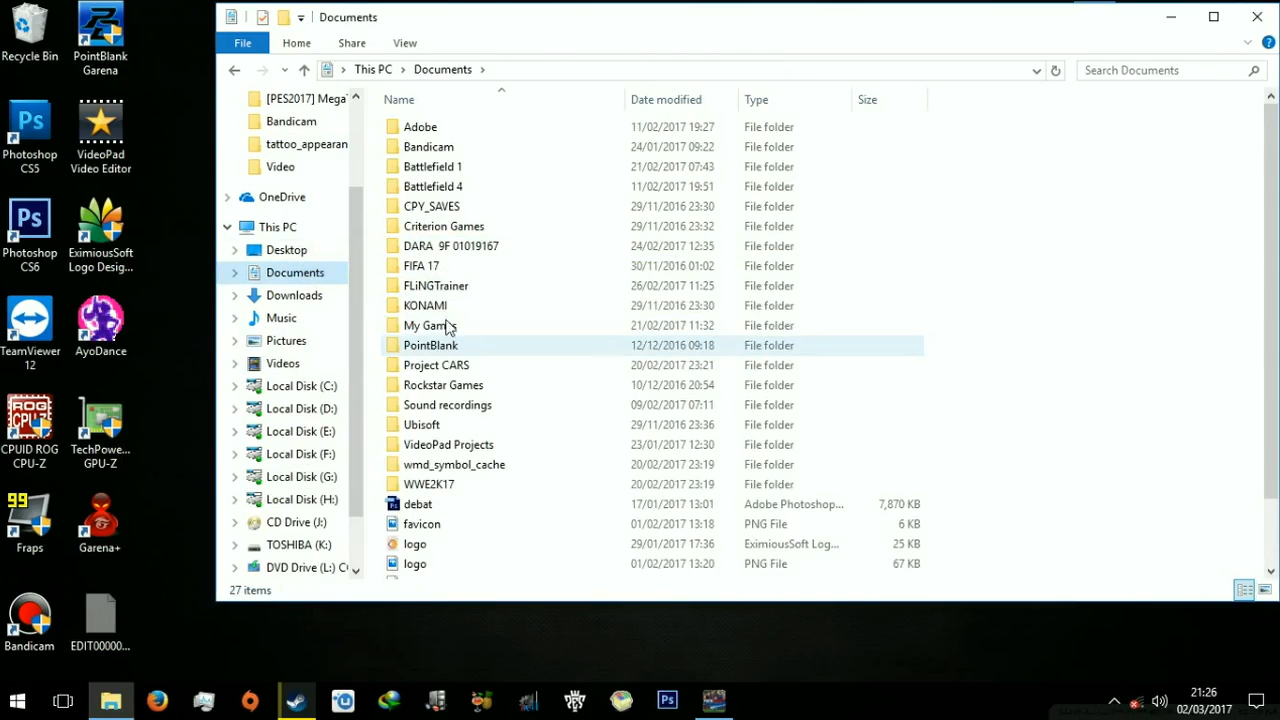 Recycle Bin
PointBlank
Garena
Photoshop
CS5
VideoPad
Video Editor
Photoshop
CS6
EximiousSoft
Logo Desig...
TeamViewer
12
AyoDance
CPUID ROG
CPU-Z
TechPowe...
GPU-Z
99
Fraps
Garena+
Bandicam
EDIT00000...
Documents
File
Home
Share
View
This PC
Documents
Search Documents
[PES2017] Mega
Bandicam
tattoo_appearan
Video
OneDrive
This PC
Desktop
Documents
Downloads
Music
Pictures
Videos
Local Disk (C:)
Local Disk (D:)
Local Disk (E:)
Local Disk (F:)
Local Disk (G:)
Local Disk (H:)
CD Drive (J:)
TOSHIBA (K:)
DVD Drive (L:) C
Name Date modified Type Size
Adobe 11/02/2017 19:27 File folder
Bandicam 24/01/2017 09:22 File folder
Battlefield 1 21/02/2017 07:43 File folder
Battlefield 4 11/02/2017 19:51 File folder
CPY_SAVES 29/11/2016 23:30 File folder
Criterion Games 29/11/2016 23:32 File folder
DARA 9F 01019167 24/02/2017 12:35 File folder
FIFA 17 30/11/2016 01:02 File folder
FLiNGTrainer 26/02/2017 11:25 File folder
KONAMI 29/11/2016 23:30 File folder
My Games 21/02/2017 11:32 File folder
PointBlank 12/12/2016 09:18 File folder
Project CARS 20/02/2017 23:21 File folder
Rockstar Games 10/12/2016 20:54 File folder
Sound recordings 09/02/2017 07:11 File folder
Ubisoft 29/11/2016 23:36 File folder
VideoPad Projects 23/01/2017 12:30 File folder
wmd_symbol_cache 20/02/2017 23:19 File folder
WWE2K17 20/02/2017 23:19 File folder
debat 17/01/2017 13:01 Adobe Photoshop... 7,870 KB
favicon 01/02/2017 13:18 PNG File 6 KB
logo 29/01/2017 17:36 EximiousSoft Log... 25 KB
logo 01/02/2017 13:20 PNG File 67 KB
27 items
21:26
02/03/2017